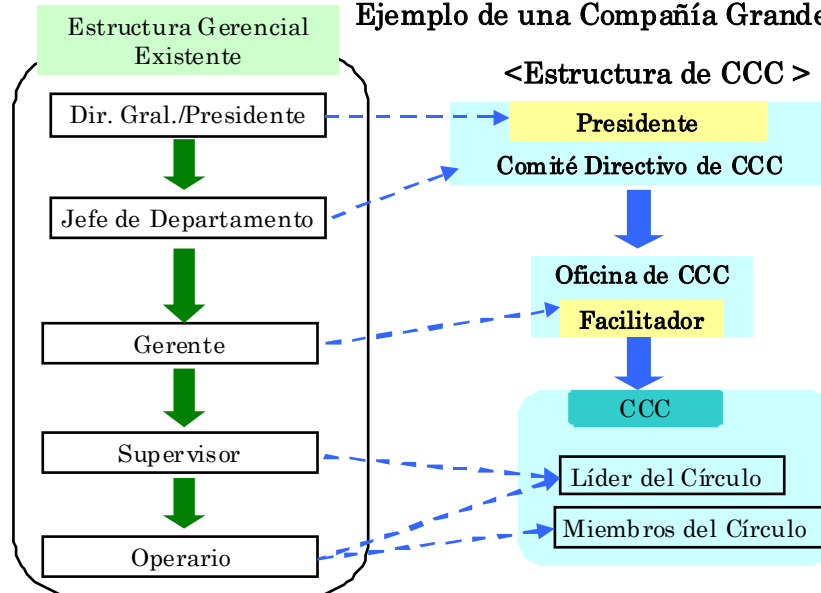 Ejemplo de una Compañía Grande
Estructura Gerencial
Existente
<Estructura de CCC >
Dir. Gral./Presidente
Presidente
Comité Directivo de CCC
Jefe de Departamento
Oficina de CCC
Facilitador
Gerente
CCC
Supervisor
Líder del Círculo
Miembros del Círculo
Operario